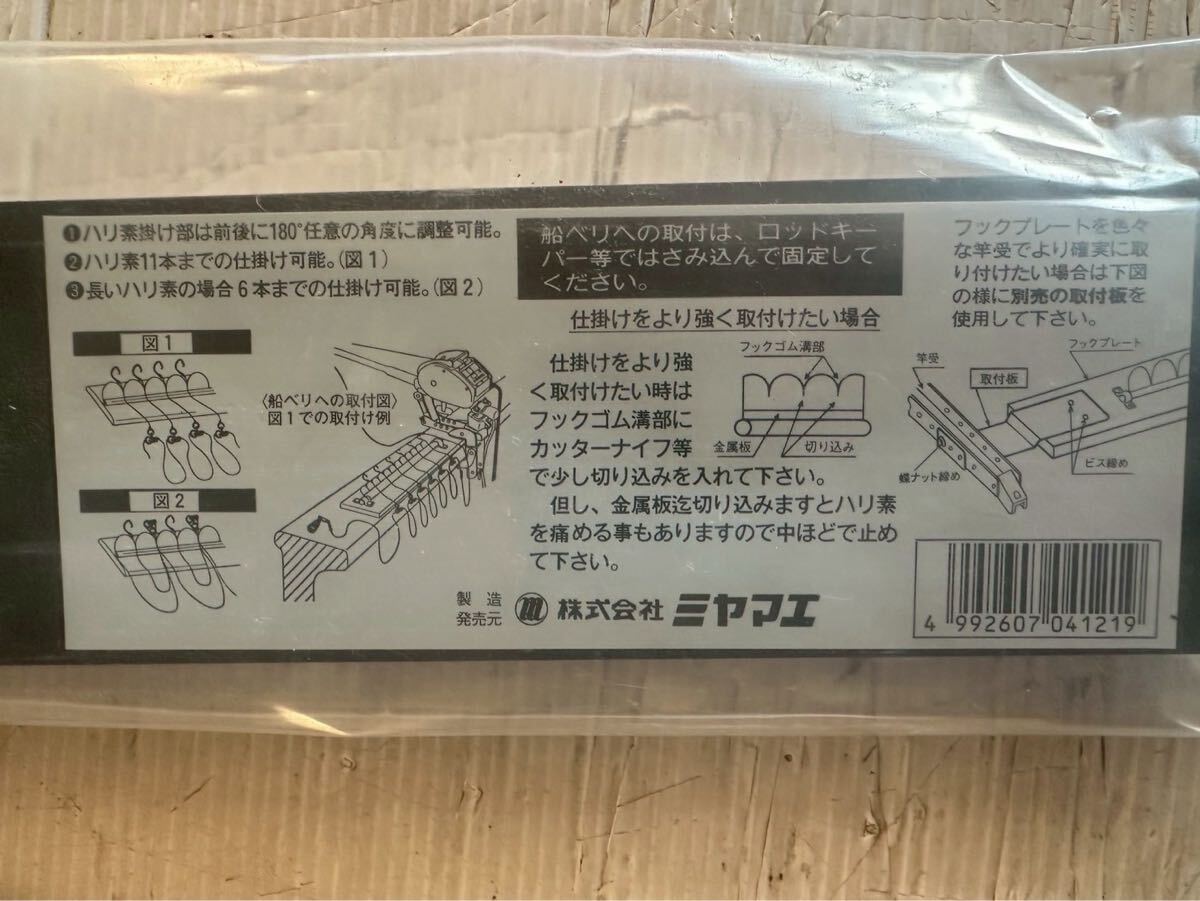 ❶ハリ素掛け部は前後に180°任意の角度に調整可能。
❷ハリ素11本までの仕掛け可能。(図1)
❸長いハリ素の場合6本までの仕掛け可能。(図2)
図1
図2
〈船ベリへの取付図〉
図1での取付け例
船ベリへの取付は、ロッドキー
パー等ではさみ込んで固定して
ください。
仕掛けをより強く取付けたい場合
仕掛けをより強
く取付けたい時は
フックゴム溝部に
カッターナイフ等
で少し切り込みを入れて下さい。
但し、金属板迄切り込みますとハリ素
を痛める事もありますので中ほどで止め
て下さい。
フックゴム溝部
金属板
切り込み
フックプレートを色々
な竿受でより確実に取
り付けたい場合は下図
の様に別売の取付板を
使用して下さい。
フックプレート
竿受
取付板
蝶ナット締め
ビス締め
製造
発売元
m 株式会社 ミヤマエ
4 992607 041219